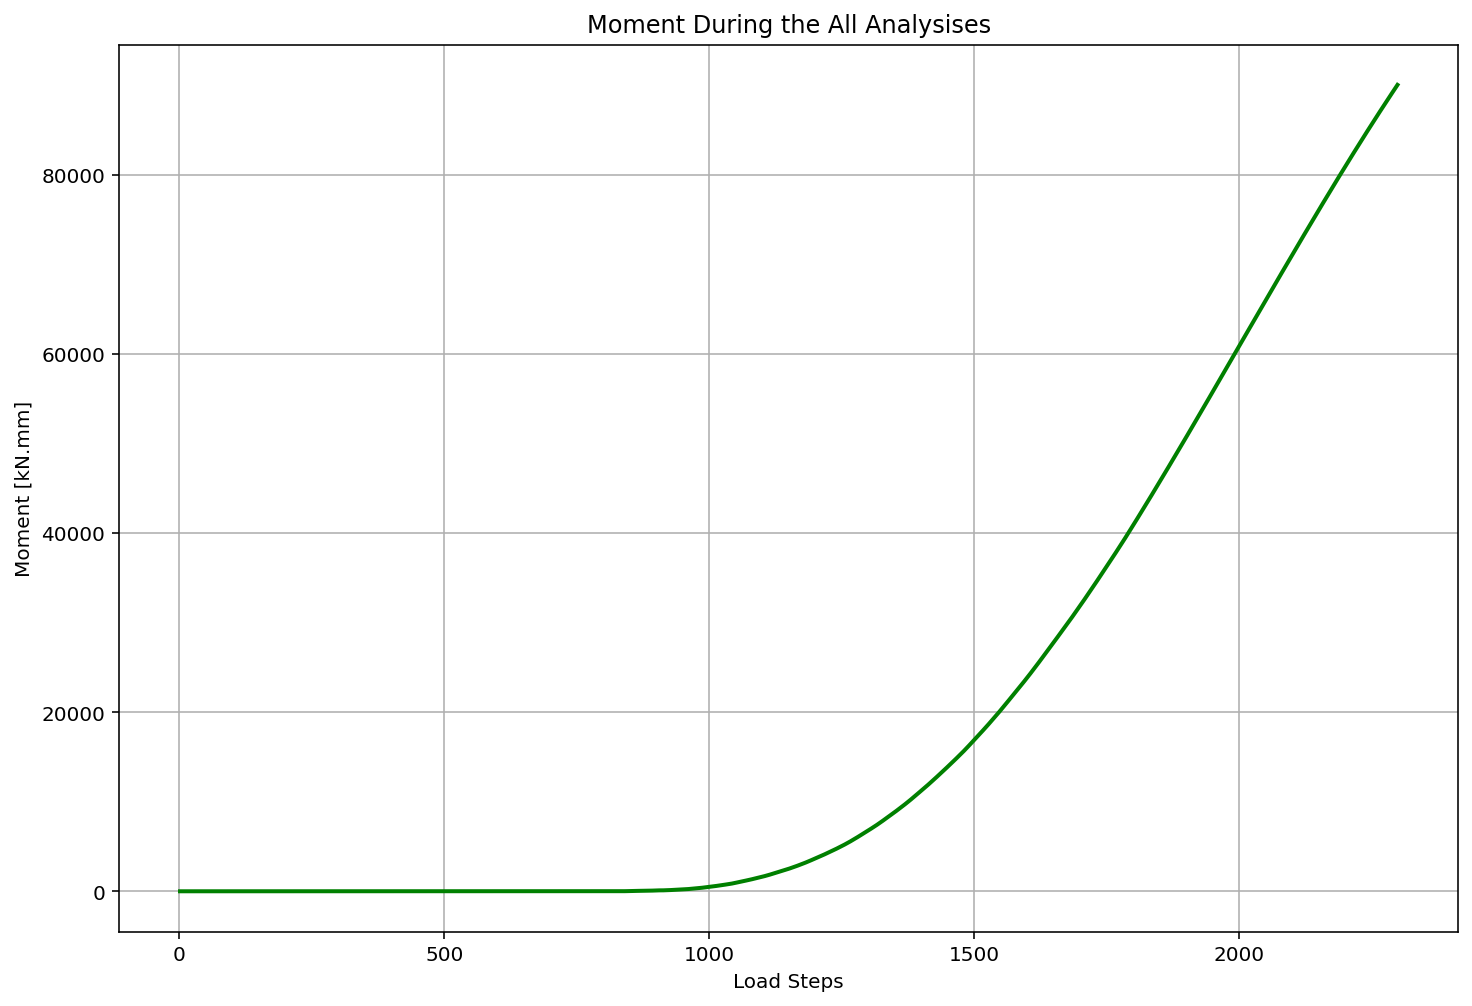 Moment During the All Analysises
80000
60000
40000
20000
0
Moment [kN.mm]
0 500 1000 1500 2000
Load Steps